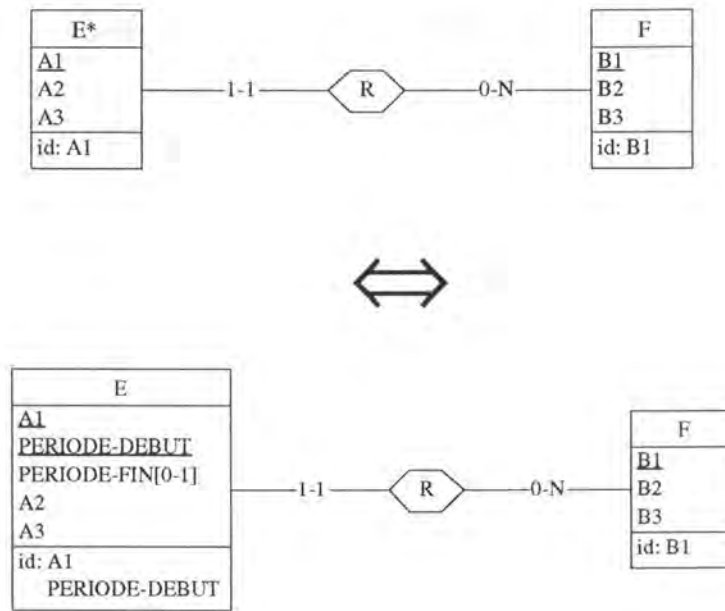 E*
A1
A2
A3
id: A1
1-1
R
0-N
F
B1
B2
B3
id: B1
E
A1
PERIODE-DEBUT
PERIODE-FIN[0-1]
A2
A3
id: A1
PERIODE-DEBUT
1-1
R
0-N
F
B1
B2
B3
id: B1